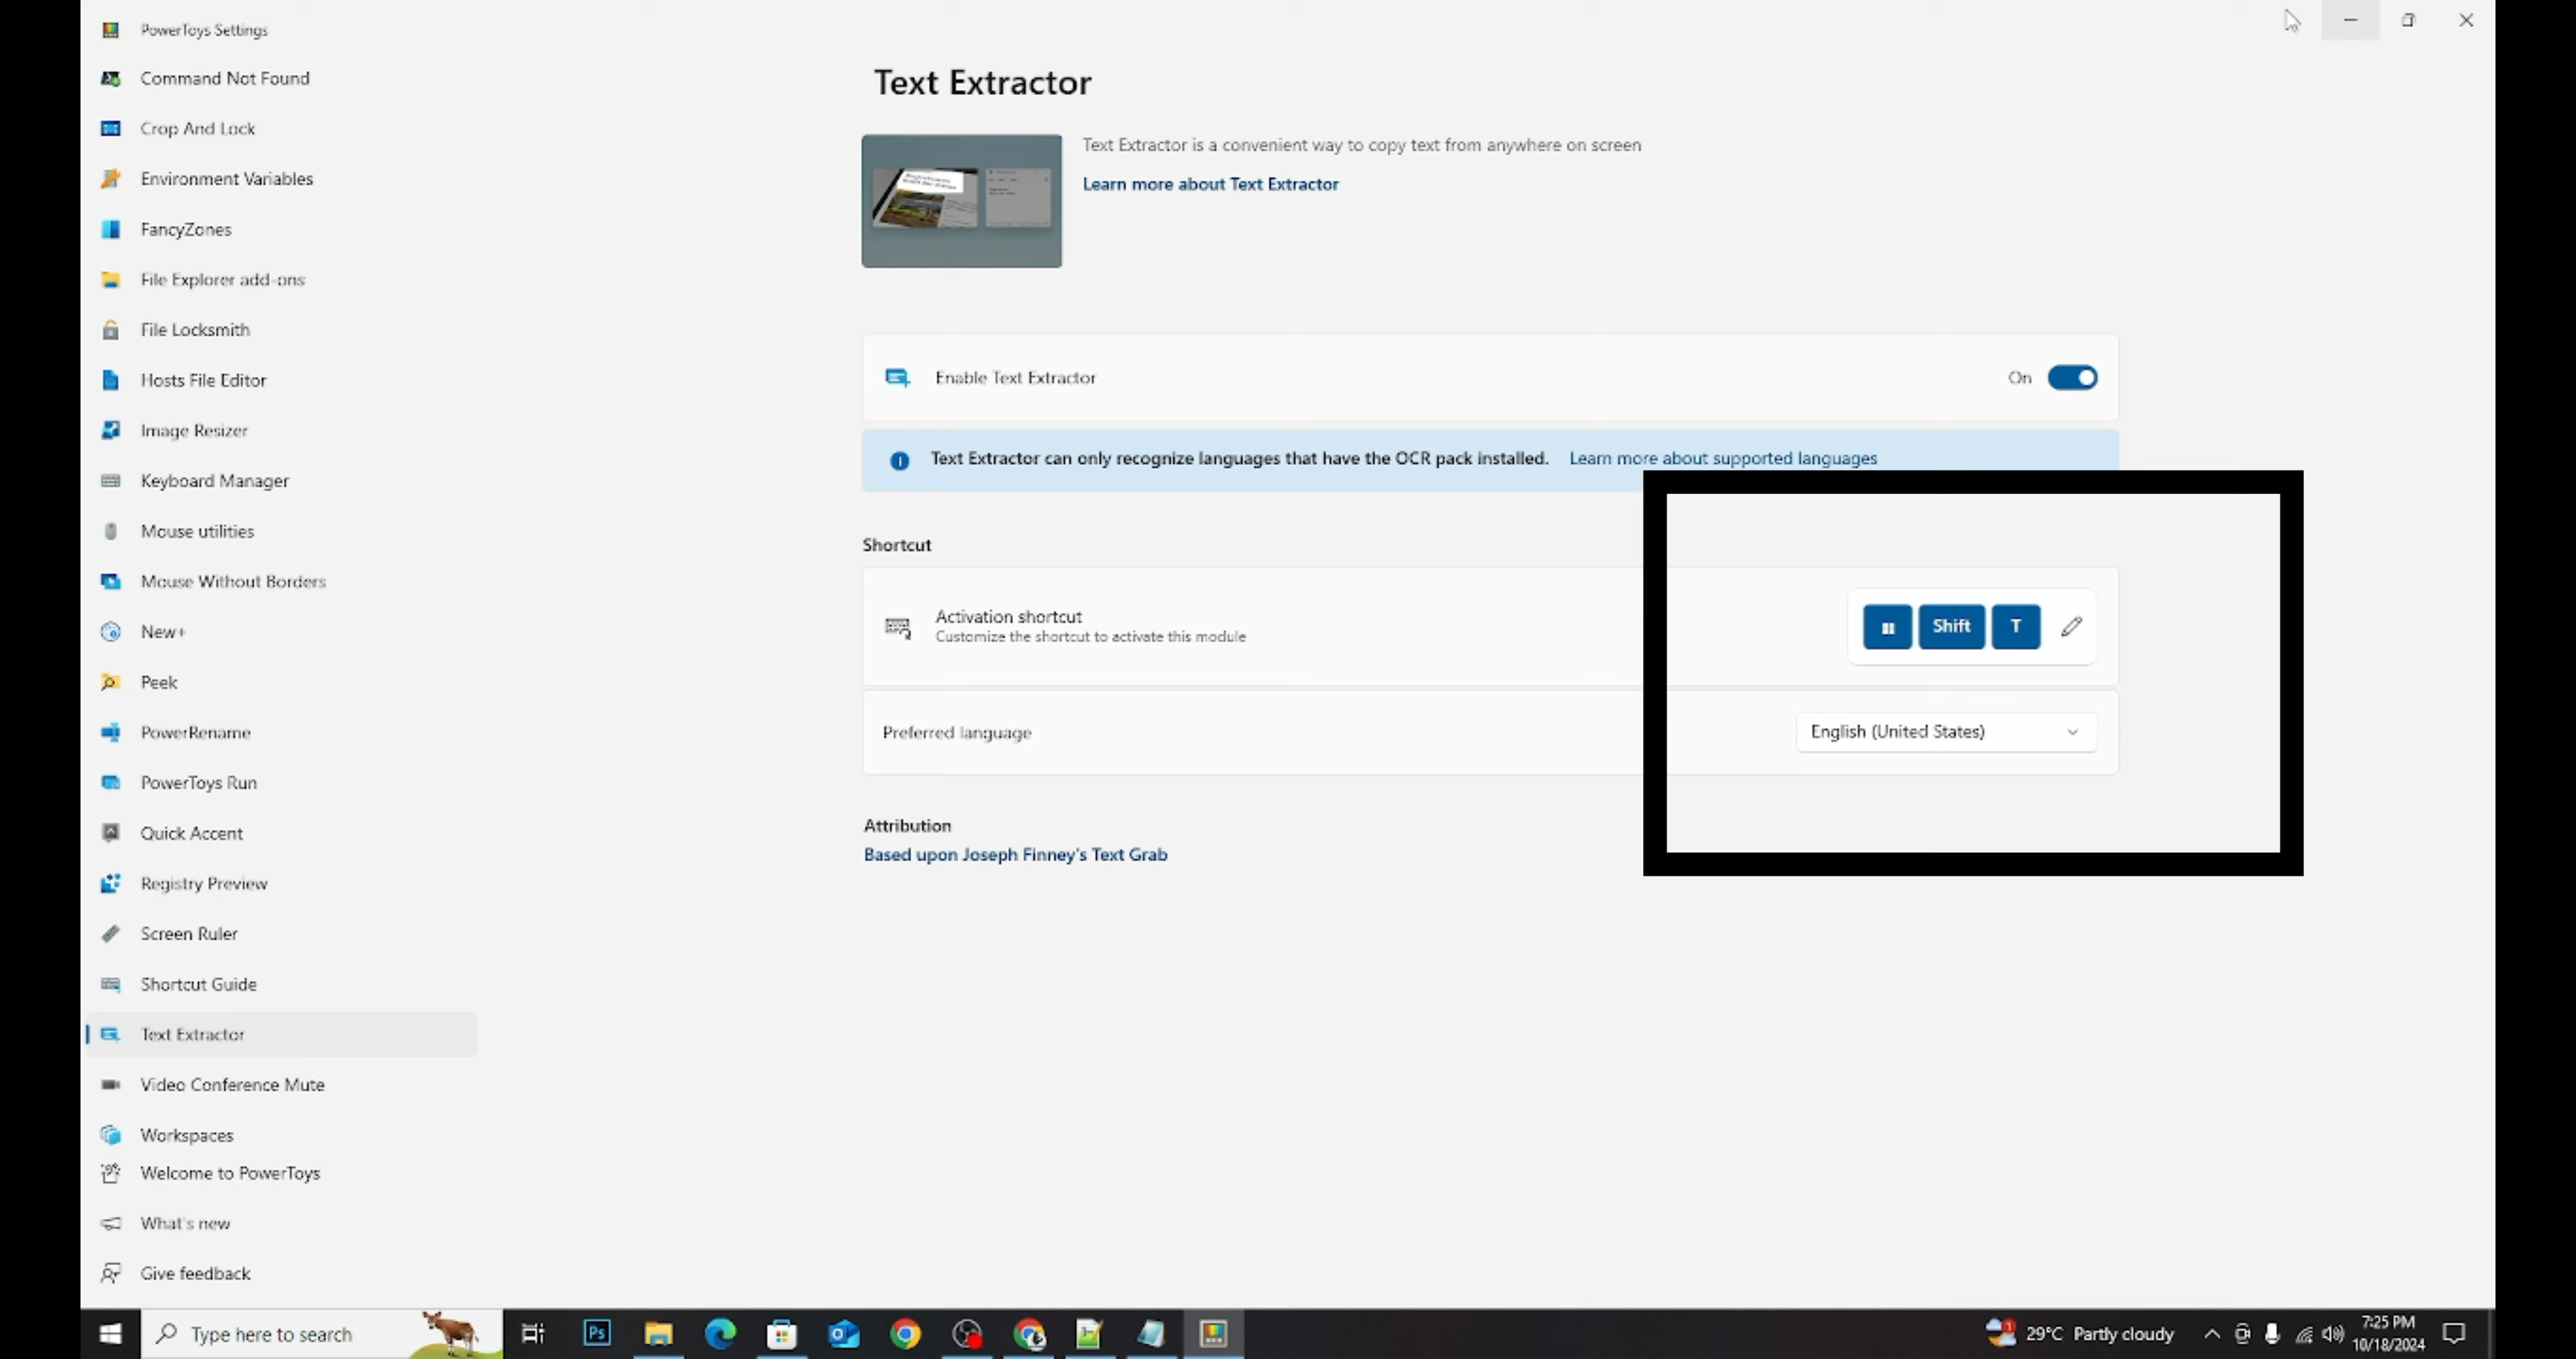 PowerToys Settings
Command Not Found
Crop And Lock
Environment Variables
FancyZones
File Explorer add-ons
File Locksmith
Hosts File Editor
Image Resizer
Keyboard Manager
Mouse utilities
Mouse Without Borders
New+
Peek
PowerRename
PowerToys Run
Quick Accent
Registry Preview
Screen Ruler
Shortcut Guide
Text Extractor
Video Conference Mute
Workspaces
Welcome to PowerToys
What's new
Give feedback
Text Extractor
Text Extractor is a convenient way to copy text from anywhere on screen
Learn more about Text Extractor
Enable Text Extractor On
Text Extractor can only recognize languages that have the OCR pack installed. Learn more about supported languages
Shortcut
Activation shortcut
Customize the shortcut to activate this module
Shift T
Preferred language English (United States)
Attribution
Based upon Joseph Finney's Text Grab
Type here to search
Ps
1
29°C Partly cloudy
7:25 PM
10/18/2024